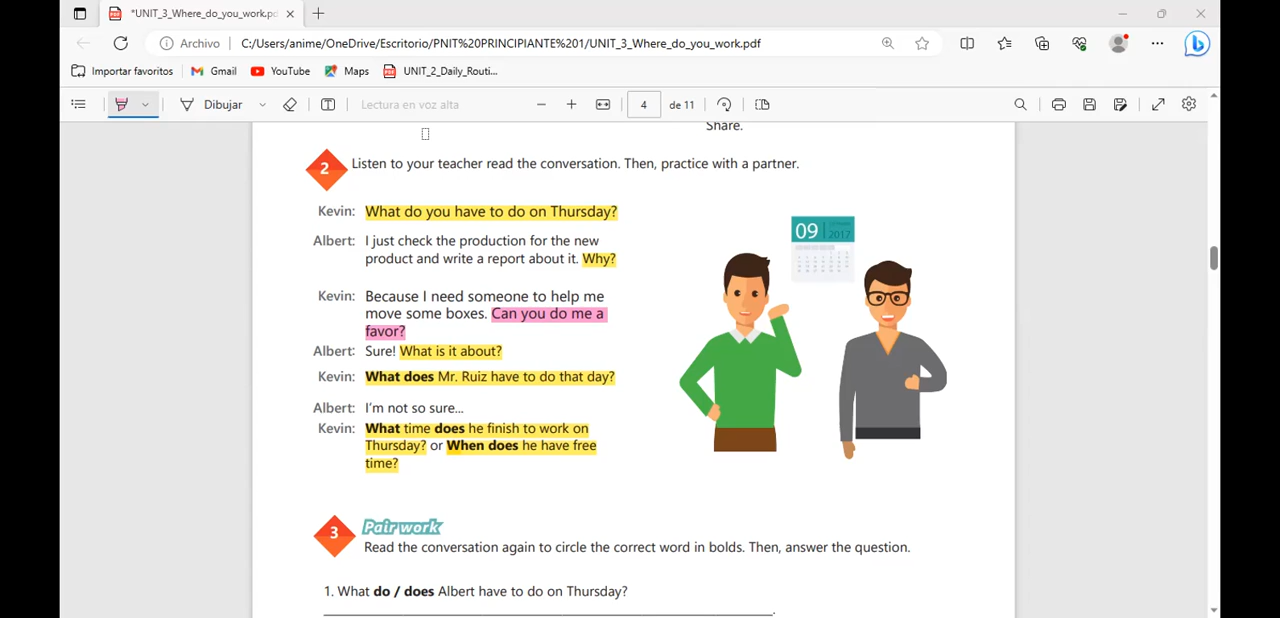 *UNIT_3_Where_do_you_work.pd
Archivo C:/Users/anime/OneDrive/Escritorio/PNIT%20PRINCIPIANTE%201/UNIT_3_Where_do_you_work.pdf
Importar favoritos Gmail YouTube Maps UNIT_2_Daily_Routi...
Dibujar Lectura en voz alta 4 de 11
Share.
2 Listen to your teacher read the conversation. Then, practice with a partner.
Kevin: What do you have to do on Thursday?
Albert: I just check the production for the new
product and write a report about it. Why?
Kevin: Because I need someone to help me
move some boxes. Can you do me a
favor?
Albert: Sure! What is it about?
Kevin: What does Mr. Ruiz have to do that day?
Albert: I'm not so sure...
Kevin: What time does he finish to work on
Thursday? or When does he have free
time?
09 2017
3 Pair work
Read the conversation again to circle the correct word in bolds. Then, answer the question.
1. What do / does Albert have to do on Thursday?